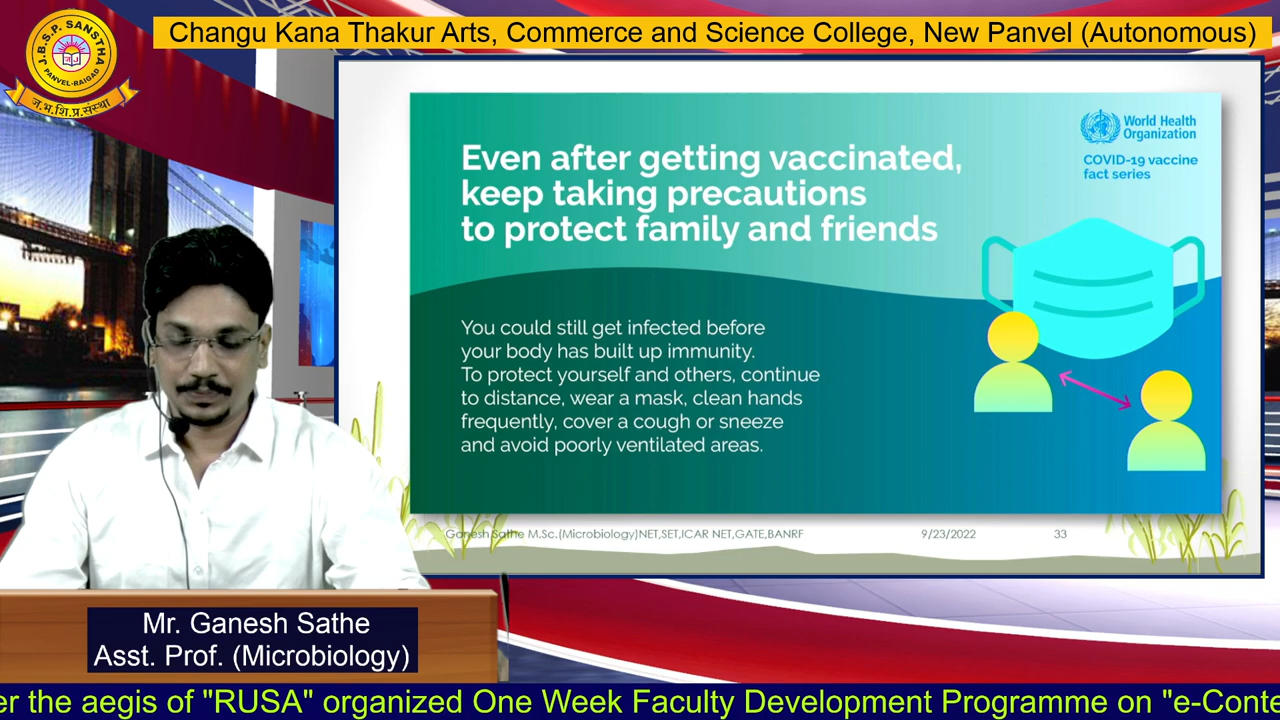 Changu Kana Thakur Arts, Commerce and Science College, New Panvel (Autonomous)
J.B.S.P. SANSTHA
PANVEL-RAIGAD
ज.भ.शि.प्र.संस्था
World Health
Organization
COVID-19 vaccine
fact series
Even after getting vaccinated,
keep taking precautions
to protect family and friends
You could still get infected before
your body has built up immunity.
To protect yourself and others, continue
to distance, wear a mask, clean hands
frequently, cover a cough or sneeze
and avoid poorly ventilated areas.
Ganesh Sathe M.Sc.(Microbiology)NET,SET,ICAR NET,GATE,BANRF 9/23/2022 33
Mr. Ganesh Sathe
Asst. Prof. (Microbiology)
er the aegis of "RUSA" organized One Week Faculty Development Programme on "e-Conte